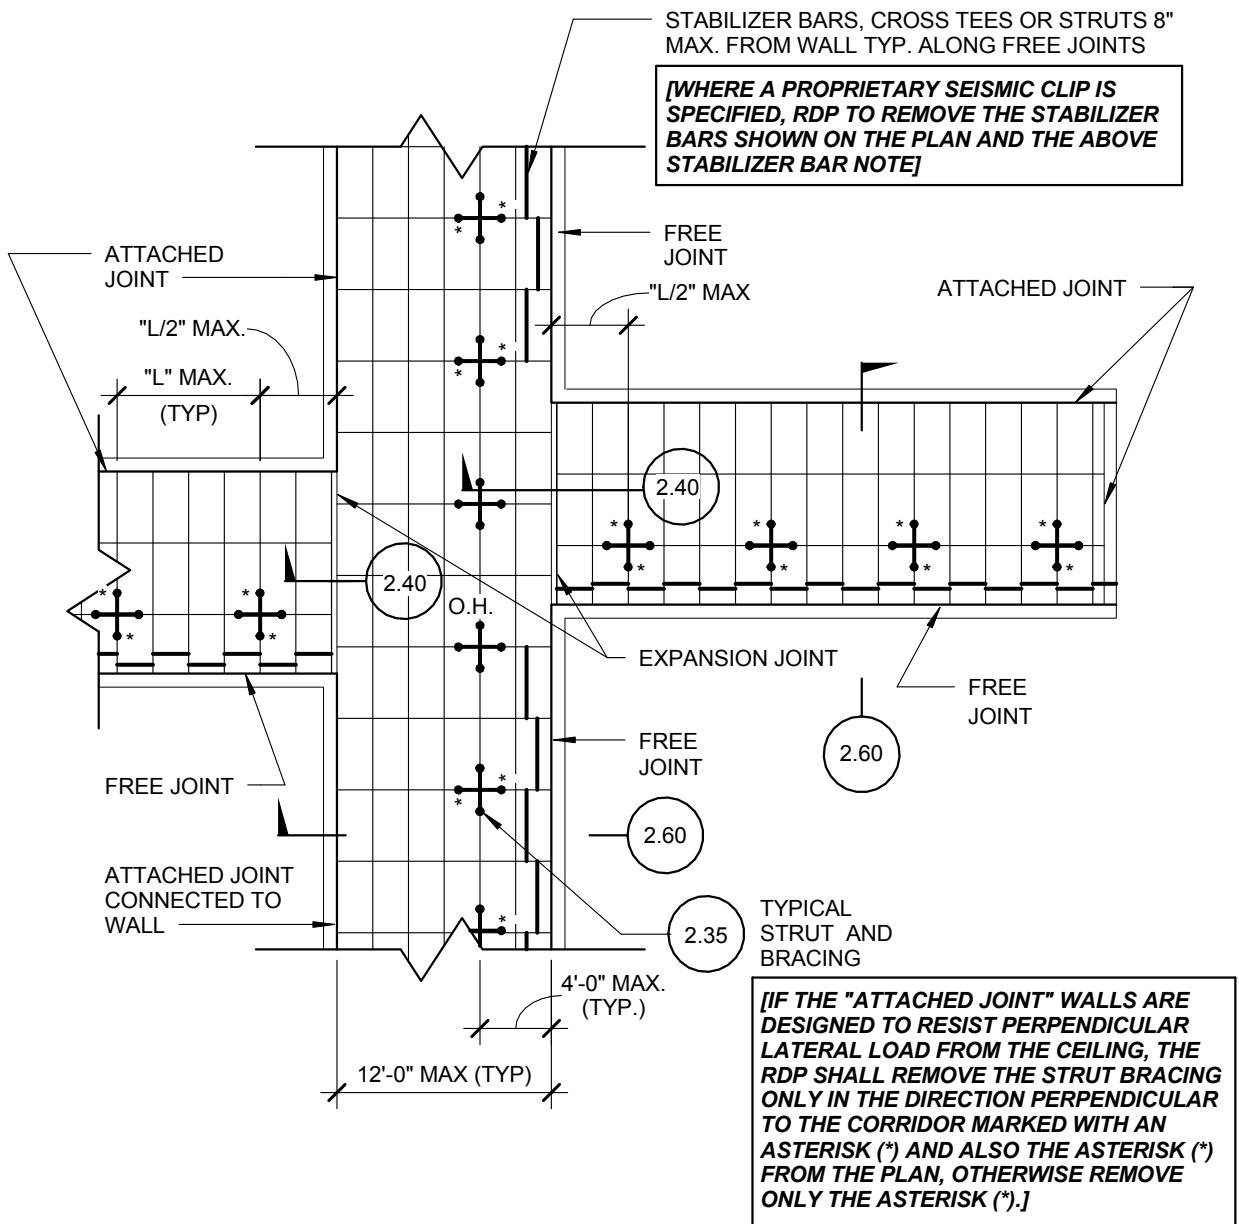 STABILIZER BARS, CROSS TEES OR STRUTS 8"
MAX. FROM WALL TYP. ALONG FREE JOINTS
[WHERE A PROPRIETARY SEISMIC CLIP IS
SPECIFIED, RDP TO REMOVE THE STABILIZER
BARS SHOWN ON THE PLAN AND THE ABOVE
STABILIZER BAR NOTE]
ATTACHED
JOINT
FREE
JOINT
"L/2" MAX
ATTACHED JOINT
"L/2" MAX.
"L" MAX.
(TYP)
* *
* *
* *
* *
* *
* *
* *
* *
* *
* *
*
2.40
2.40
O.H.
EXPANSION JOINT
FREE
JOINT
FREE
JOINT
2.60
FREE JOINT
2.60
ATTACHED JOINT
CONNECTED TO
WALL
2.35
TYPICAL
STRUT AND
BRACING
4'-0" MAX.
(TYP.)
12'-0" MAX (TYP)
[IF THE "ATTACHED JOINT" WALLS ARE
DESIGNED TO RESIST PERPENDICULAR
LATERAL LOAD FROM THE CEILING, THE
RDP SHALL REMOVE THE STRUT BRACING
ONLY IN THE DIRECTION PERPENDICULAR
TO THE CORRIDOR MARKED WITH AN
ASTERISK (*) AND ALSO THE ASTERISK (*)
FROM THE PLAN, OTHERWISE REMOVE
ONLY THE ASTERISK (*).]